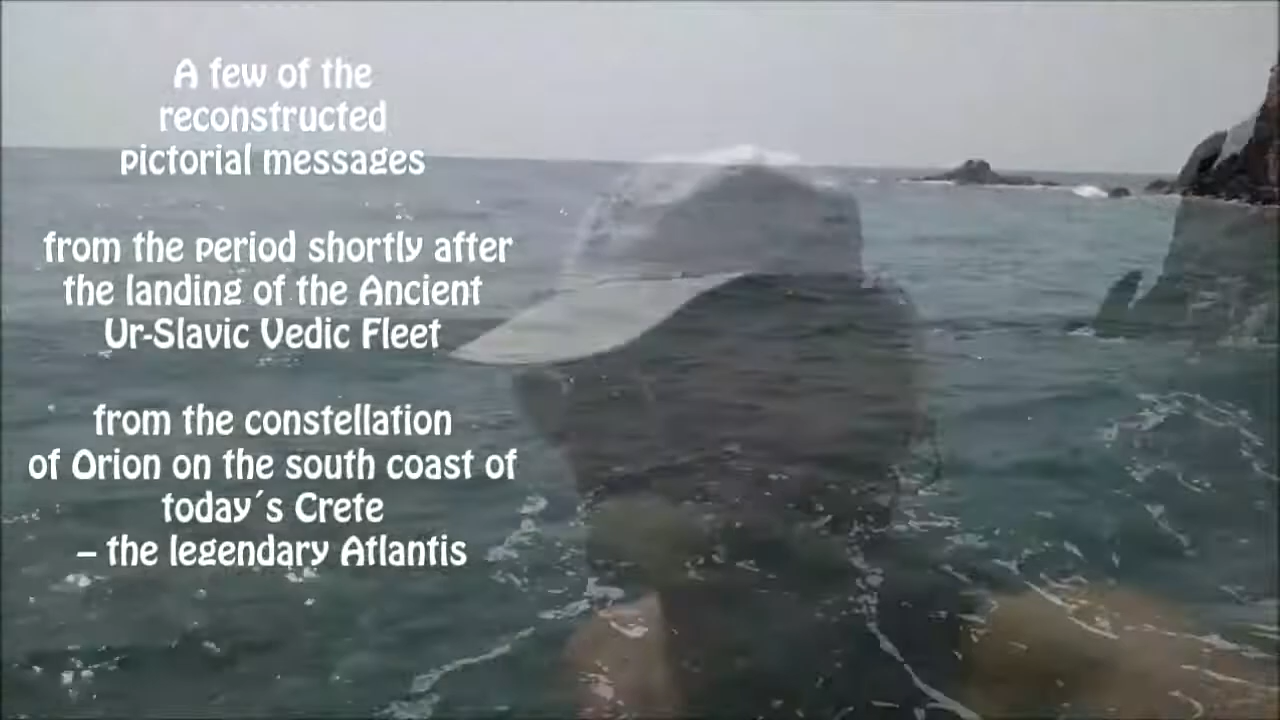 A few of the
reconstructed
pictorial messages
from the period shortly after
the landing of the Ancient
Ur-Slavic Vedic Fleet
from the constellation
of Orion on the south coast of
today´s Crete
– the legendary Atlantis